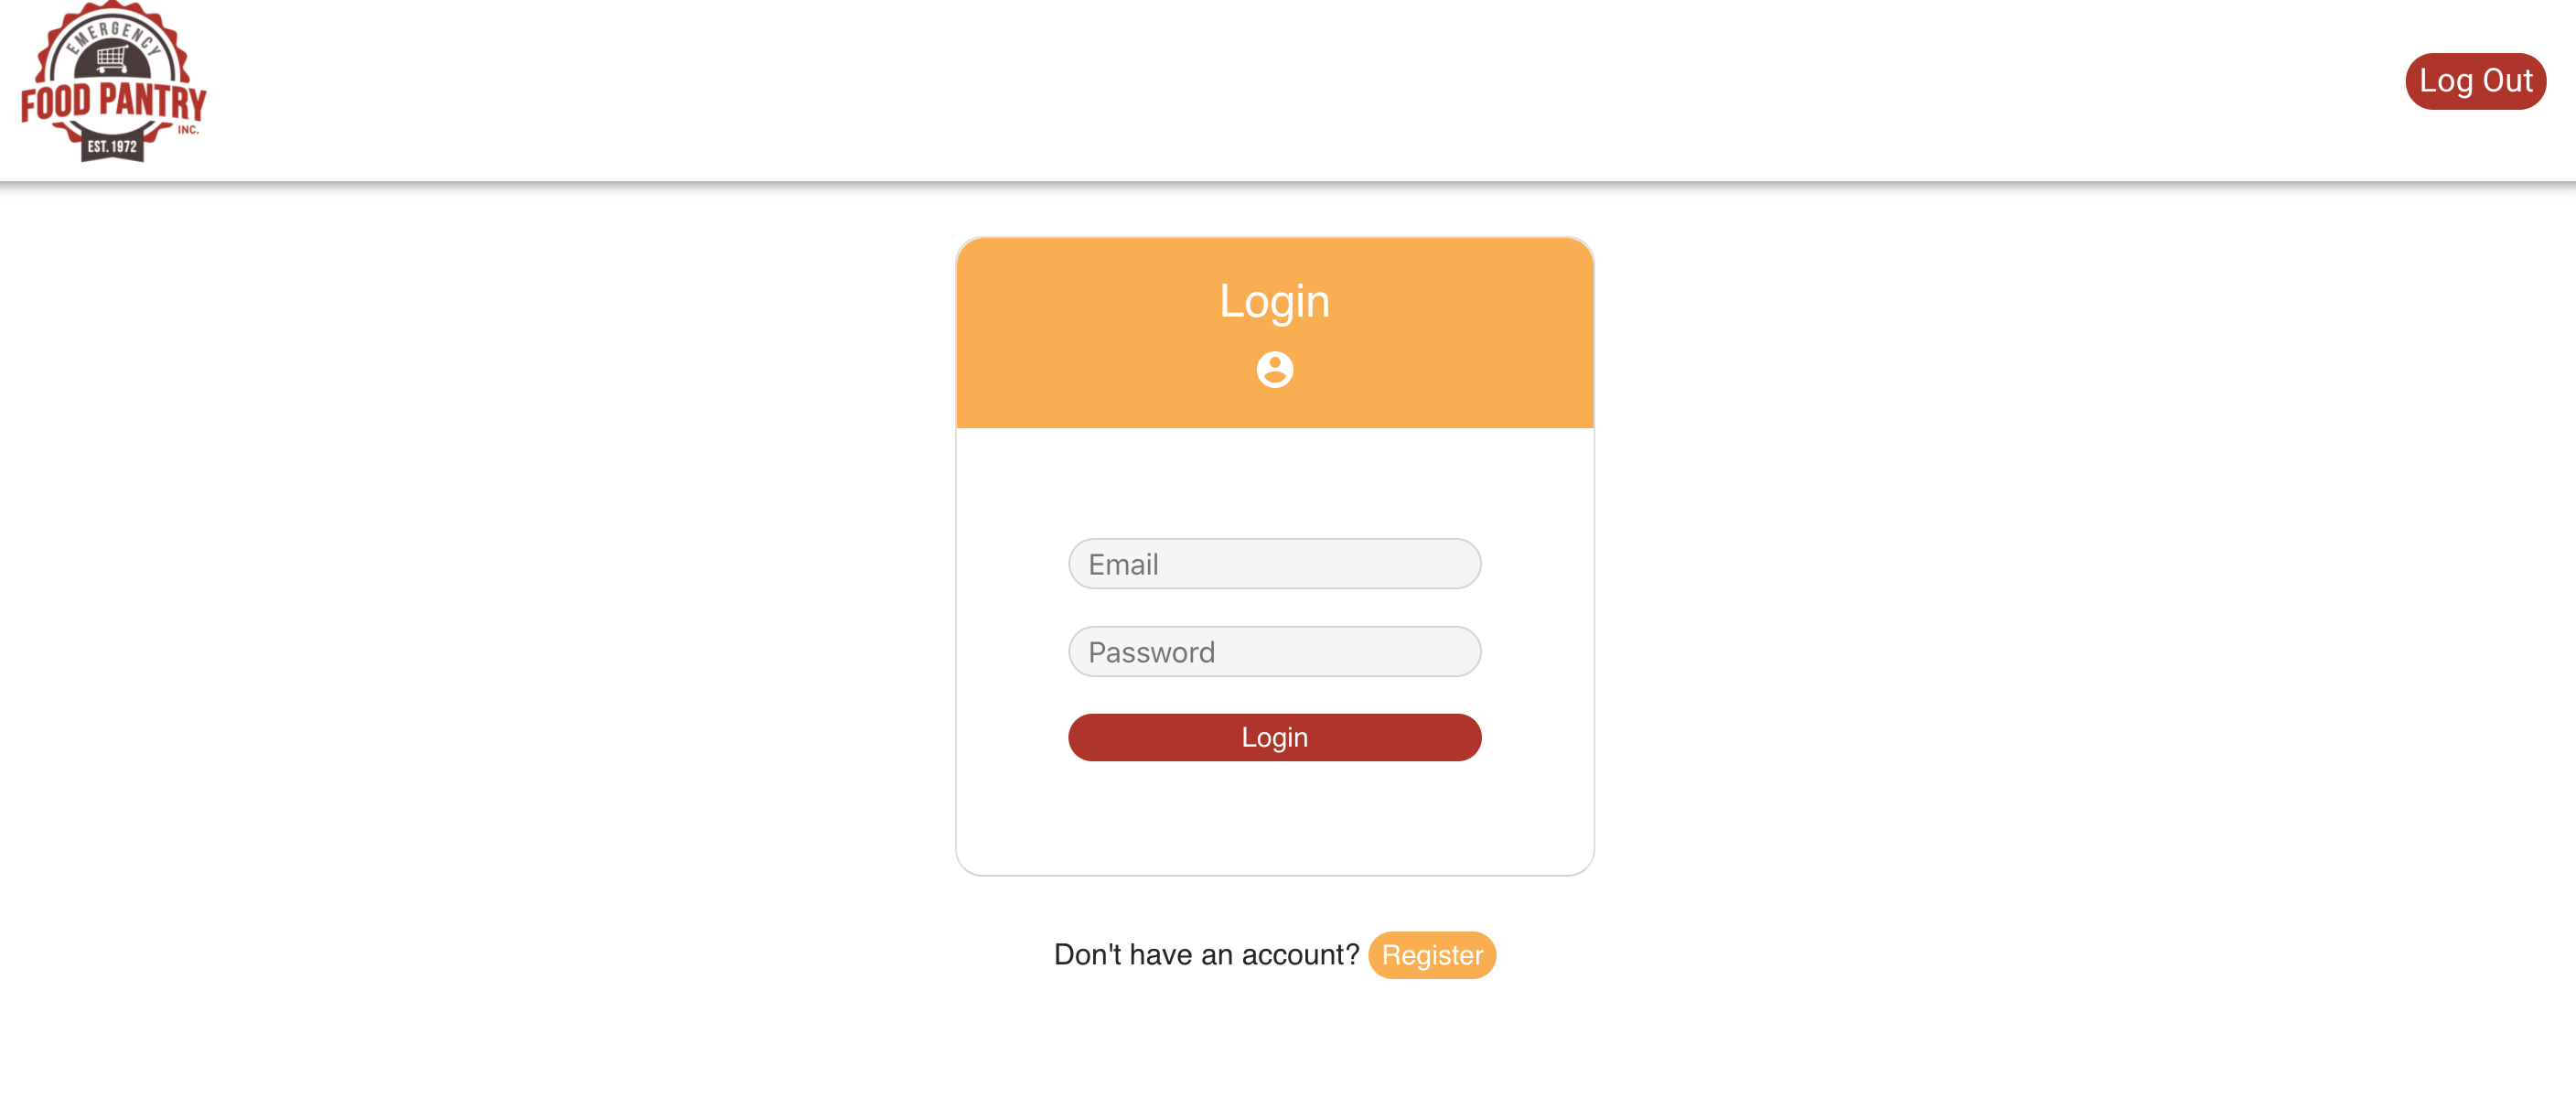 EMERGENCY
FOOD PANTRY
INC.
EST. 1972
Log Out
Login
Email
Password
Login
Don't have an account? Register